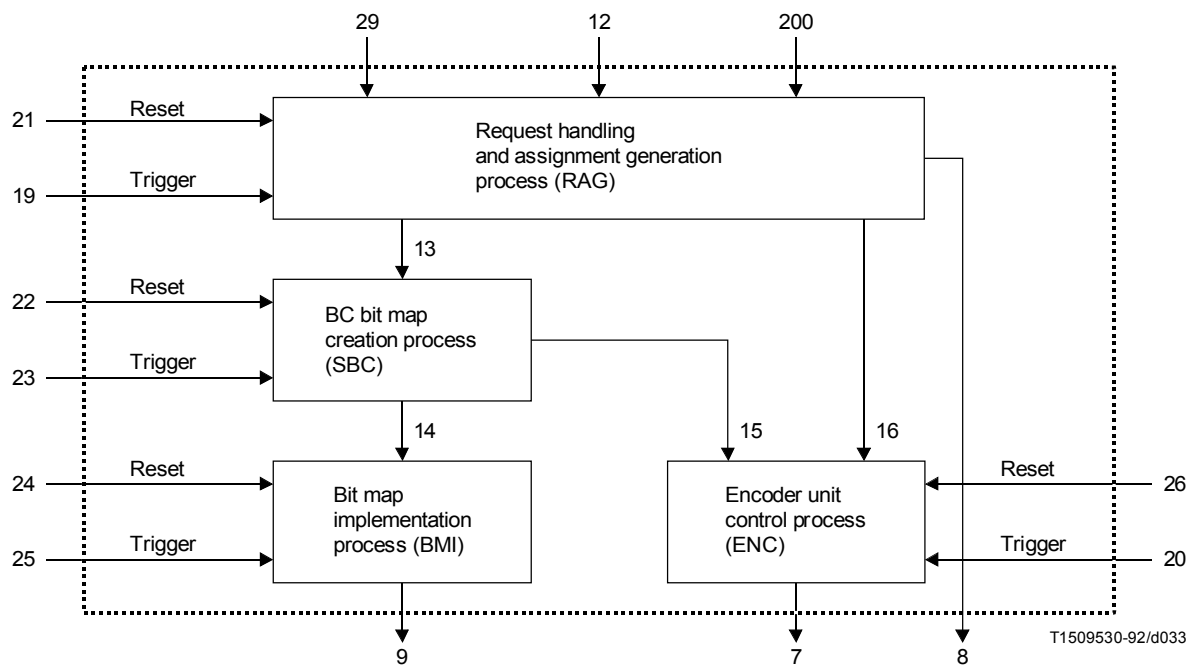 29
12
200
21
Reset
Request handling
and assignment generation
process (RAG)
19
Trigger
13
22
Reset
BC bit map
creation process
(SBC)
23
Trigger
14
15
16
24
Reset
Bit map
implementation
process (BMI)
Encoder unit
control process
(ENC)
Reset
26
25
Trigger
Trigger
20
9
7
8
T1509530-92/d033